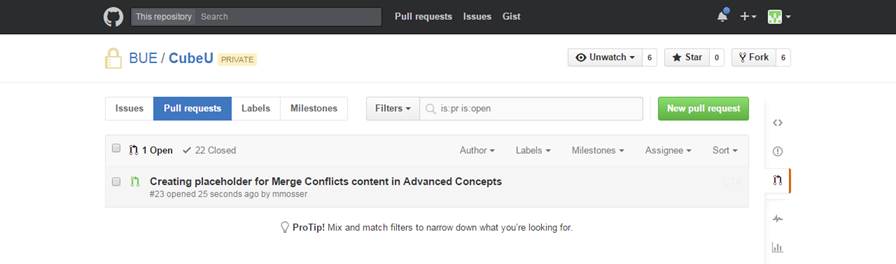 This repository Search Pull requests Issues Gist
BUE / CubeU PRIVATE Unwatch 6 Star 0 Fork 6
Issues Pull requests Labels Milestones Filters is:pr is:open New pull request
1 Open 22 Closed Author Labels Milestones Assignee Sort
Creating placeholder for Merge Conflicts content in Advanced Concepts
#23 opened 25 seconds ago by mmosser
ProTip! Mix and match filters to narrow down what you're looking for.